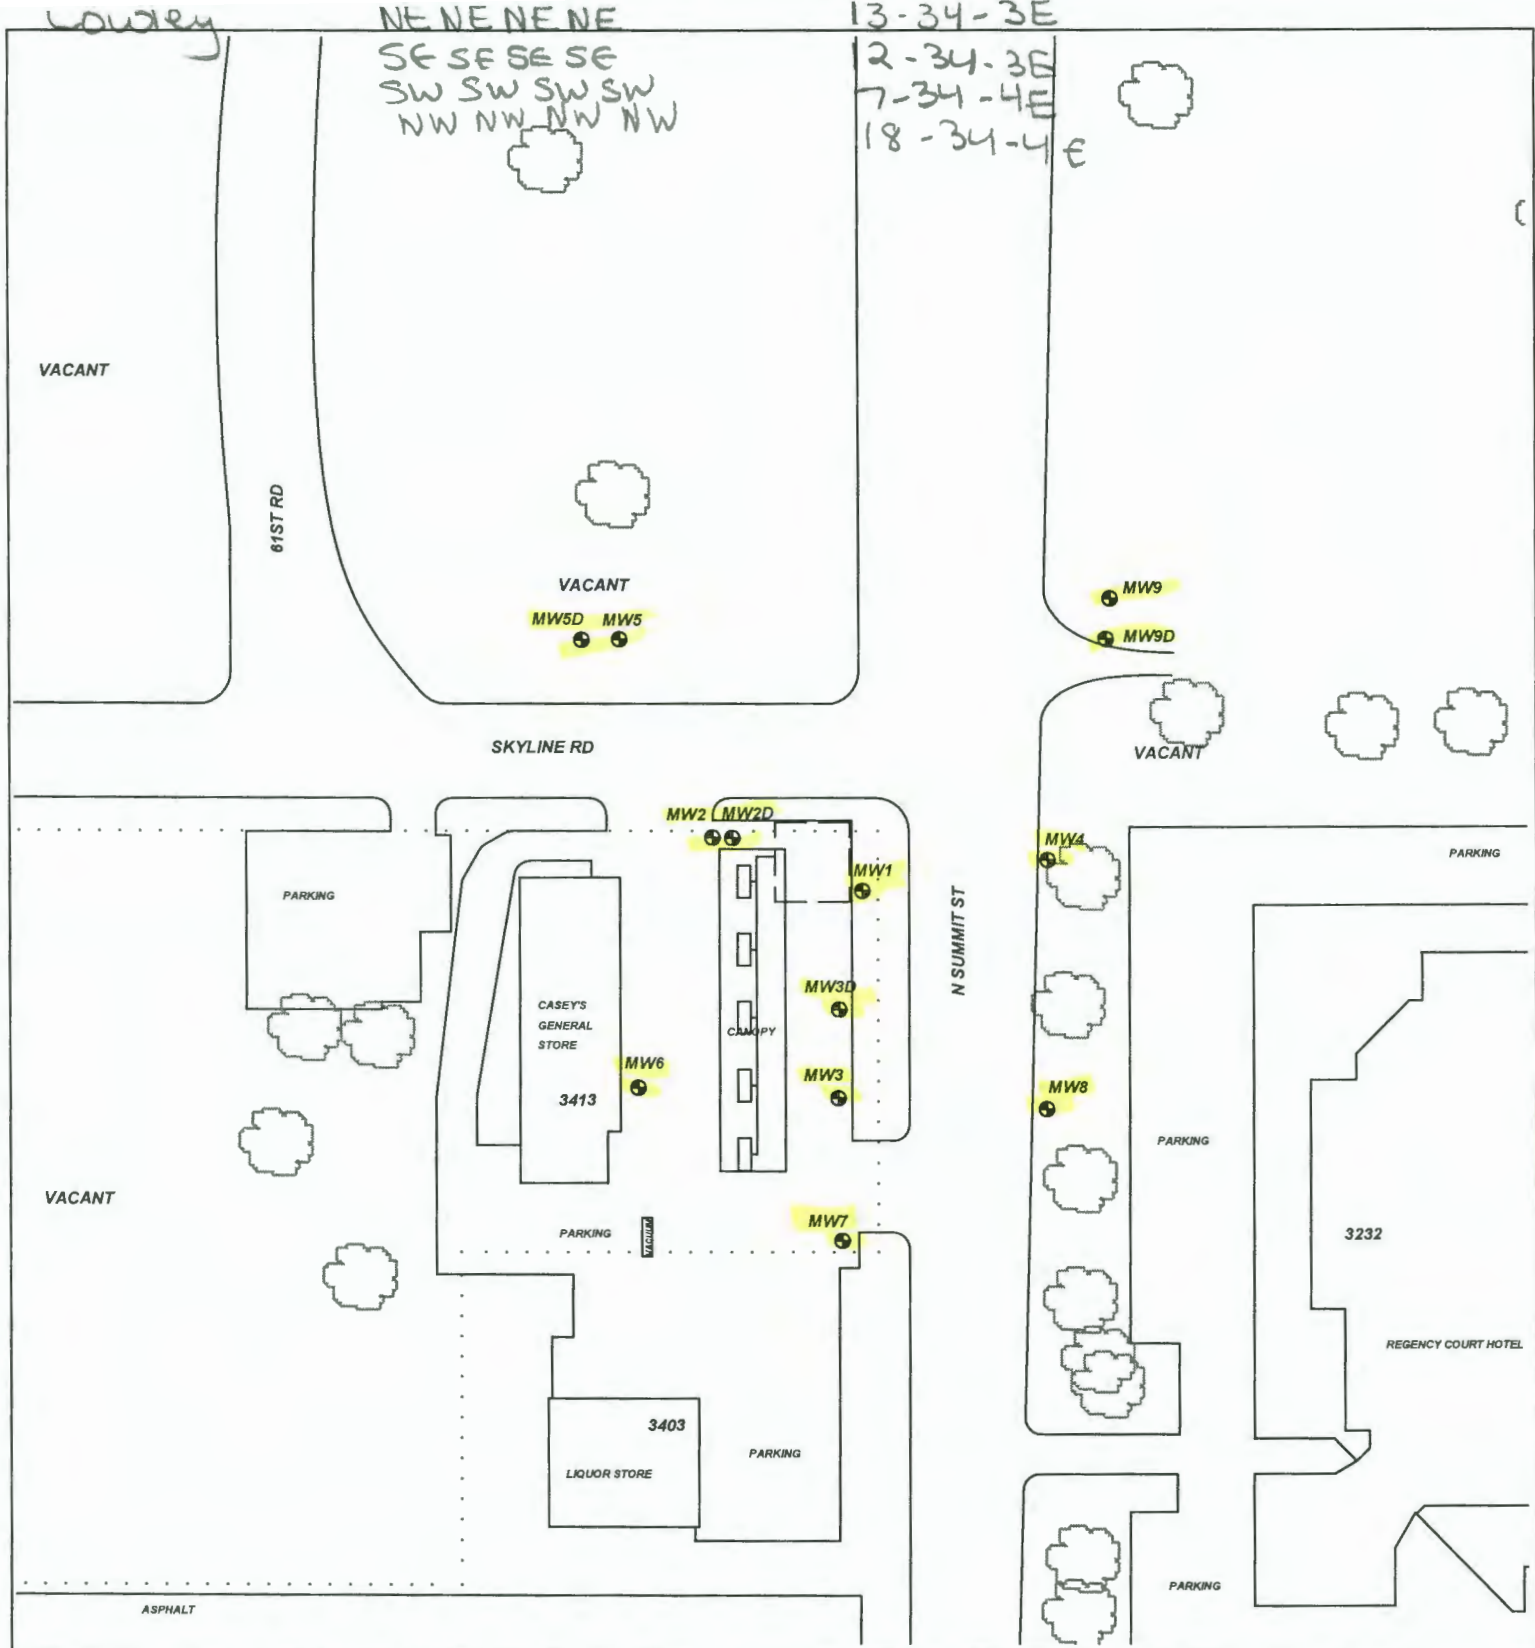 Cowley NE NE NE NE 13-34-3E
SE SE SE SE 12-34-3E
SW SW SW SW 7-34-4E
NW NW NW NW 18-34-4E
VACANT
61ST RD
VACANT
MW5D MW5
MW9
MW9D
SKYLINE RD
VACANT
MW2 MW2D
MW4
PARKING
MW1
PARKING
N SUMMIT ST
MW3D
CASEY'S
GENERAL
STORE
CANOPY
MW6
MW3
MW8
3413
PARKING
VACANT
MW7
PARKING
VACUUM
3232
REGENCY COURT HOTEL
3403
PARKING
LIQUOR STORE
PARKING
ASPHALT